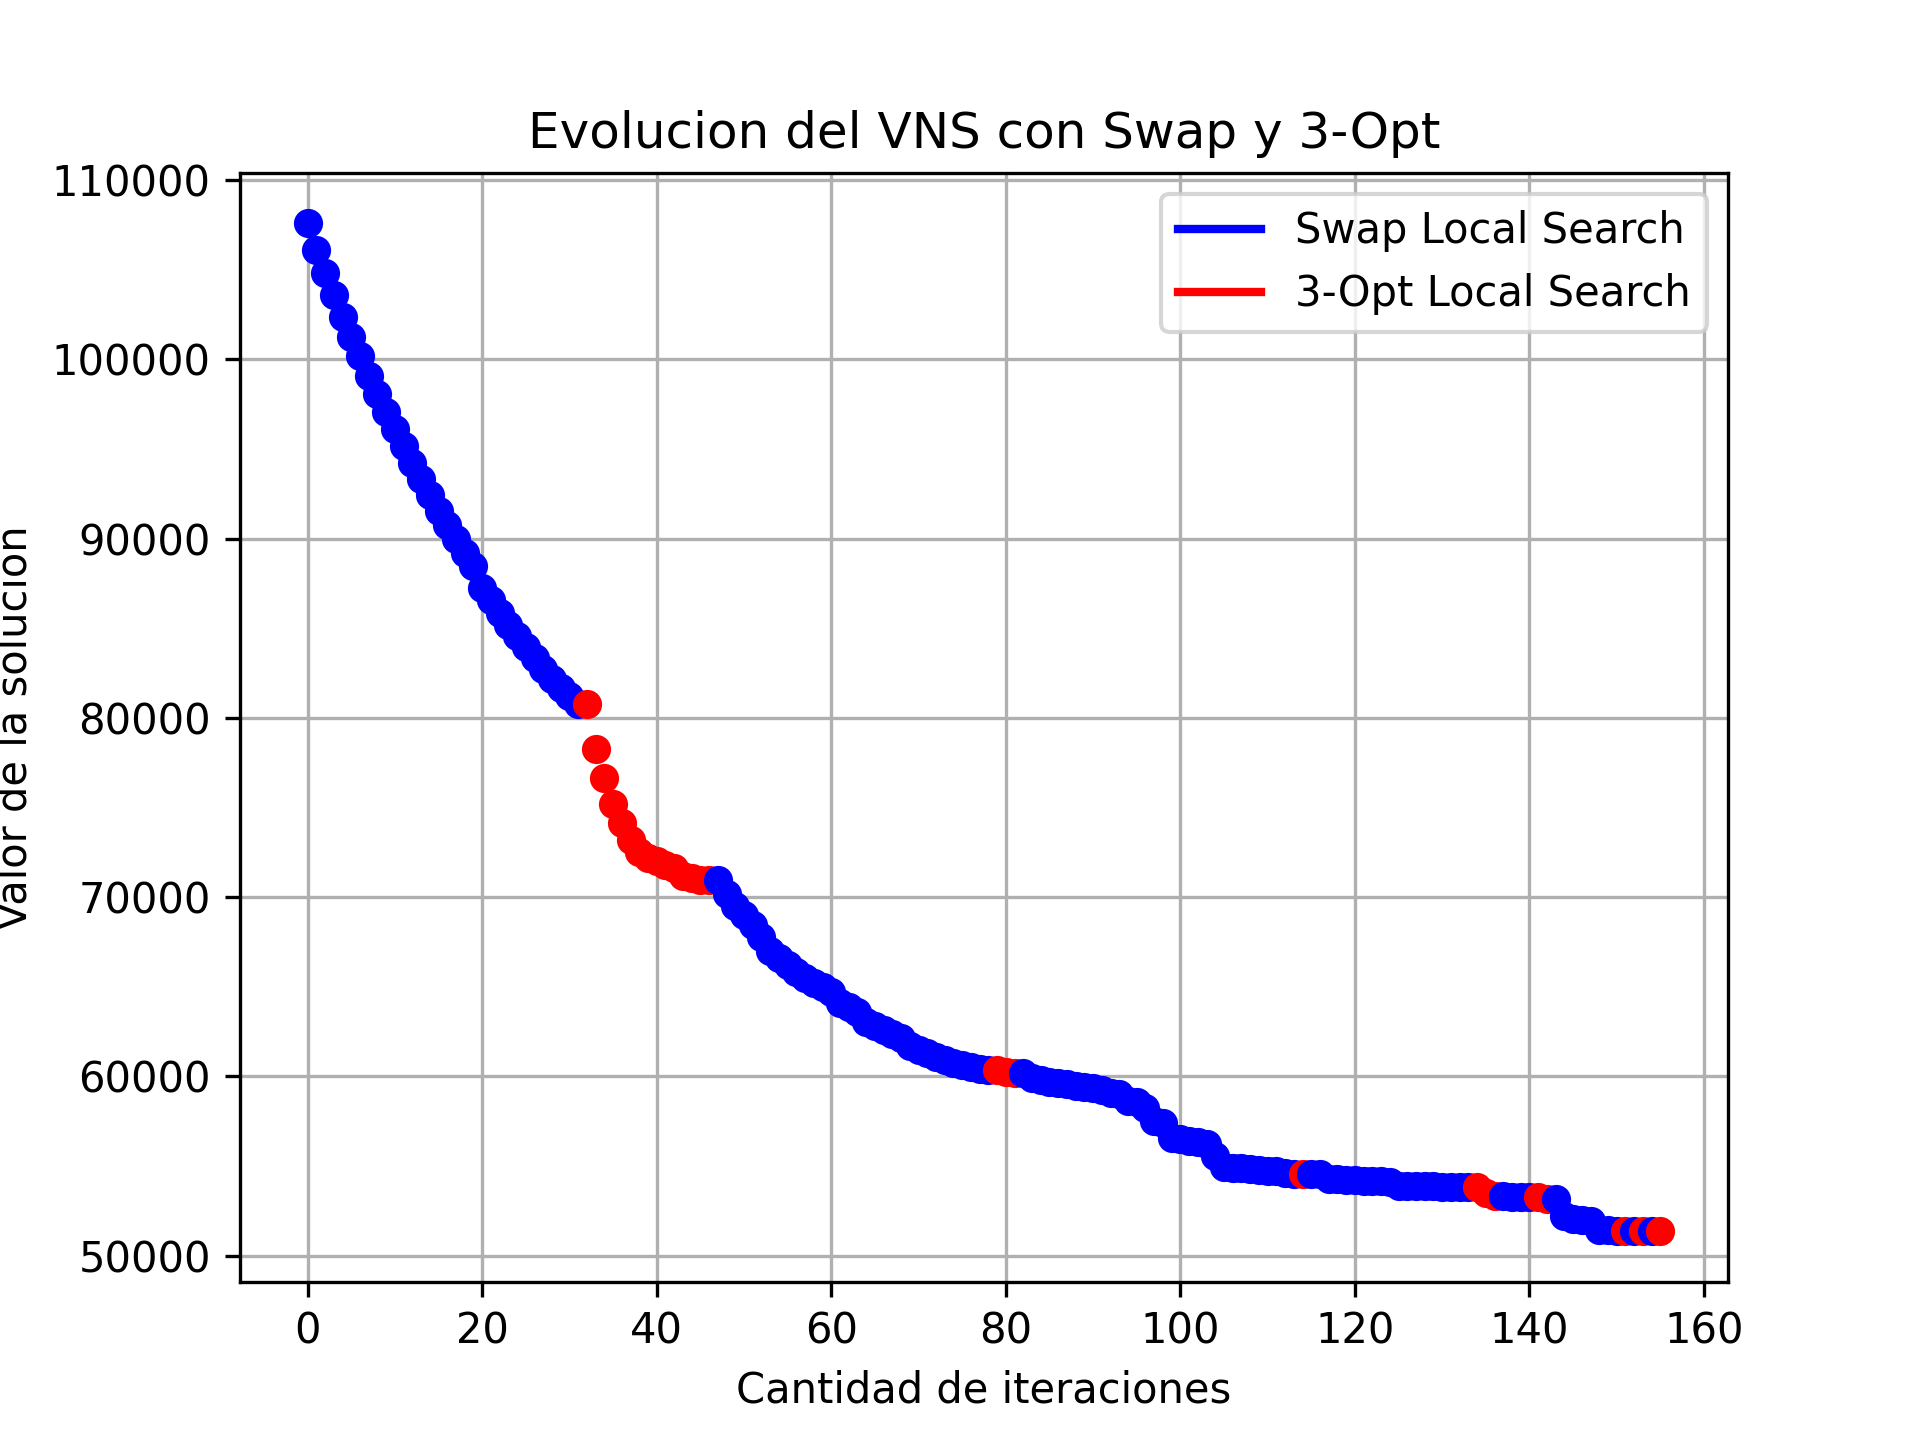 Evolucion del VNS con Swap y 3-Opt
Swap Local Search
3-Opt Local Search
Valor de la solucion
110000
100000
90000
80000
70000
60000
50000
0 20 40 60 80 100 120 140 160
Cantidad de iteraciones